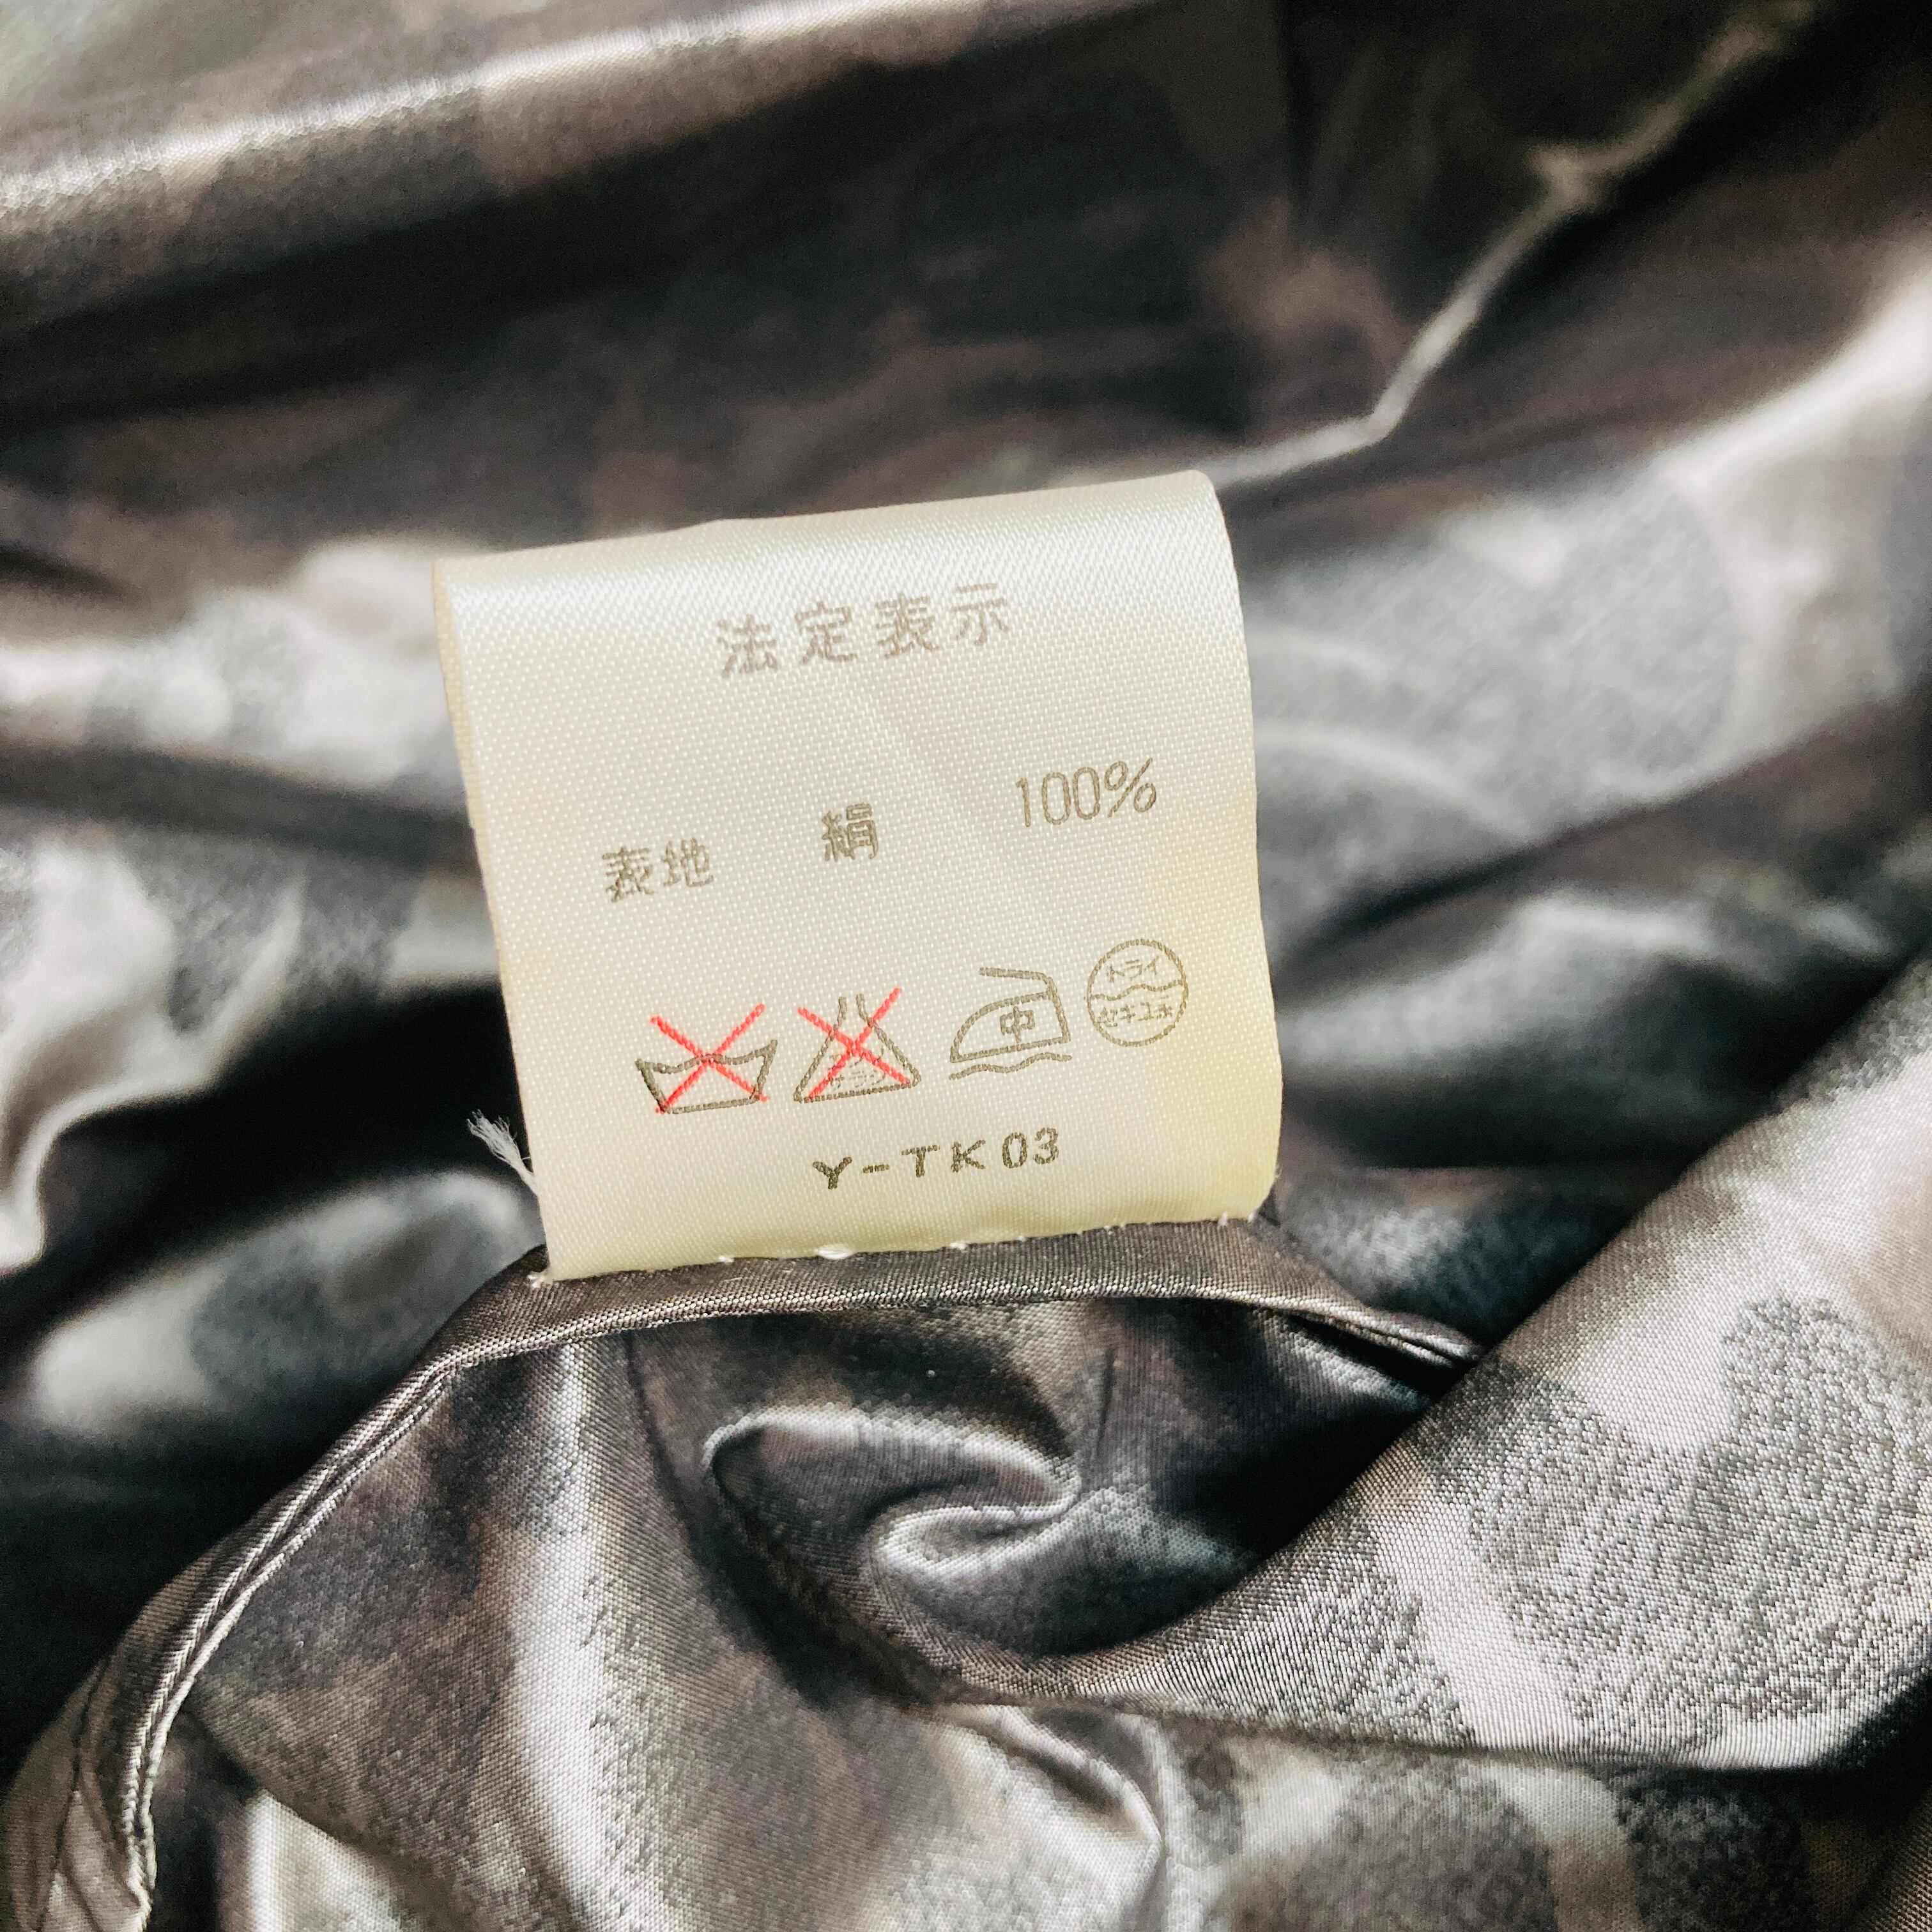 法定表示
表地 絹 100%
中 ドライ
セキユ系
Y-TK03